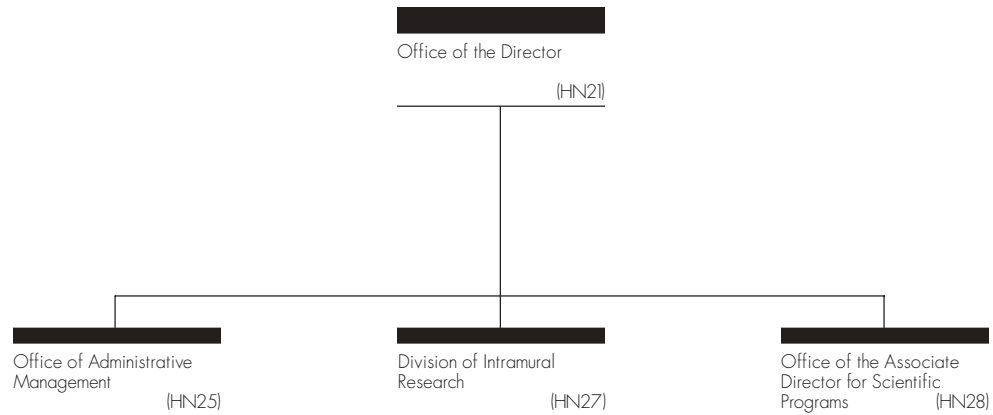 Office of the Director
(HN21)
Office of Administrative
Management
(HN25)
Division of Intramural
Research
(HN27)
Office of the Associate
Director for Scientific
Programs (HN28)